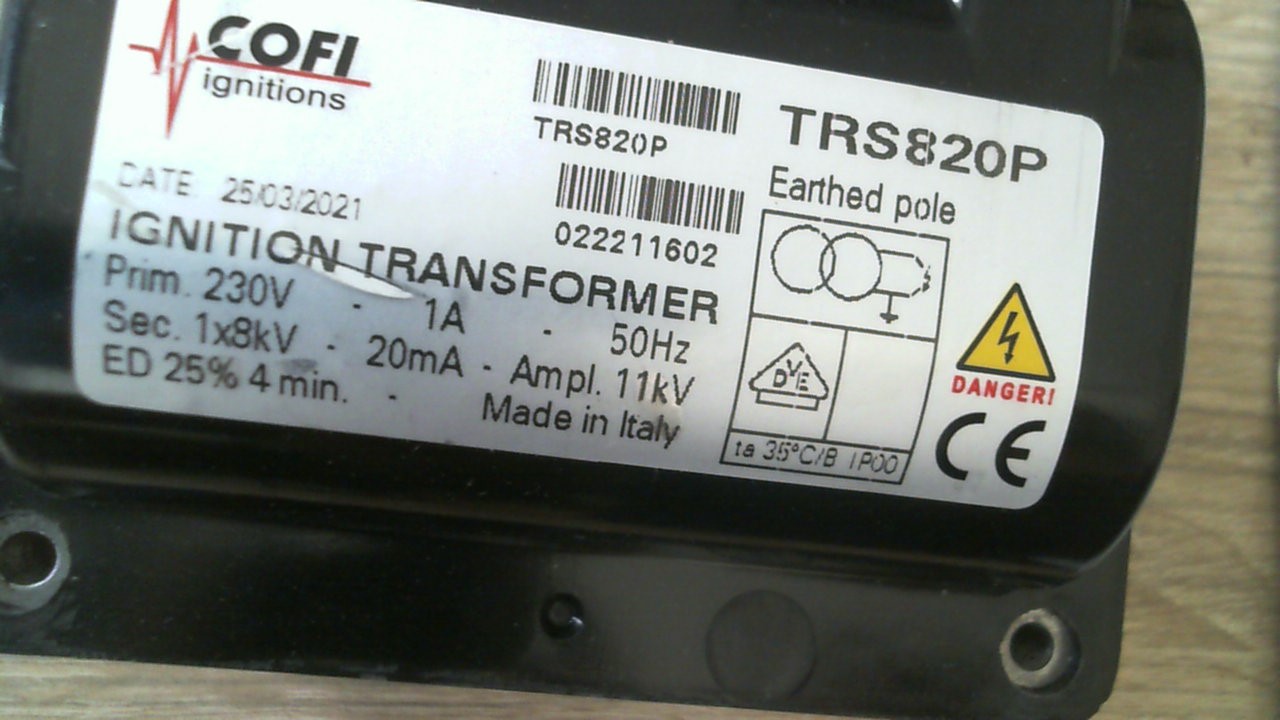 COFI
ignitions
TRS820P
022211602
TRS820P
Earthed pole
DATE 25/03/2021
IGNITION TRANSFORMER
Prim. 230V - 1A - 50Hz
Sec. 1x8kV - 20mA - Ampl. 11kV
ED 25% 4 min. - Made in Italy
DVE
ta 35°C/B IP00
DANGER!
CE